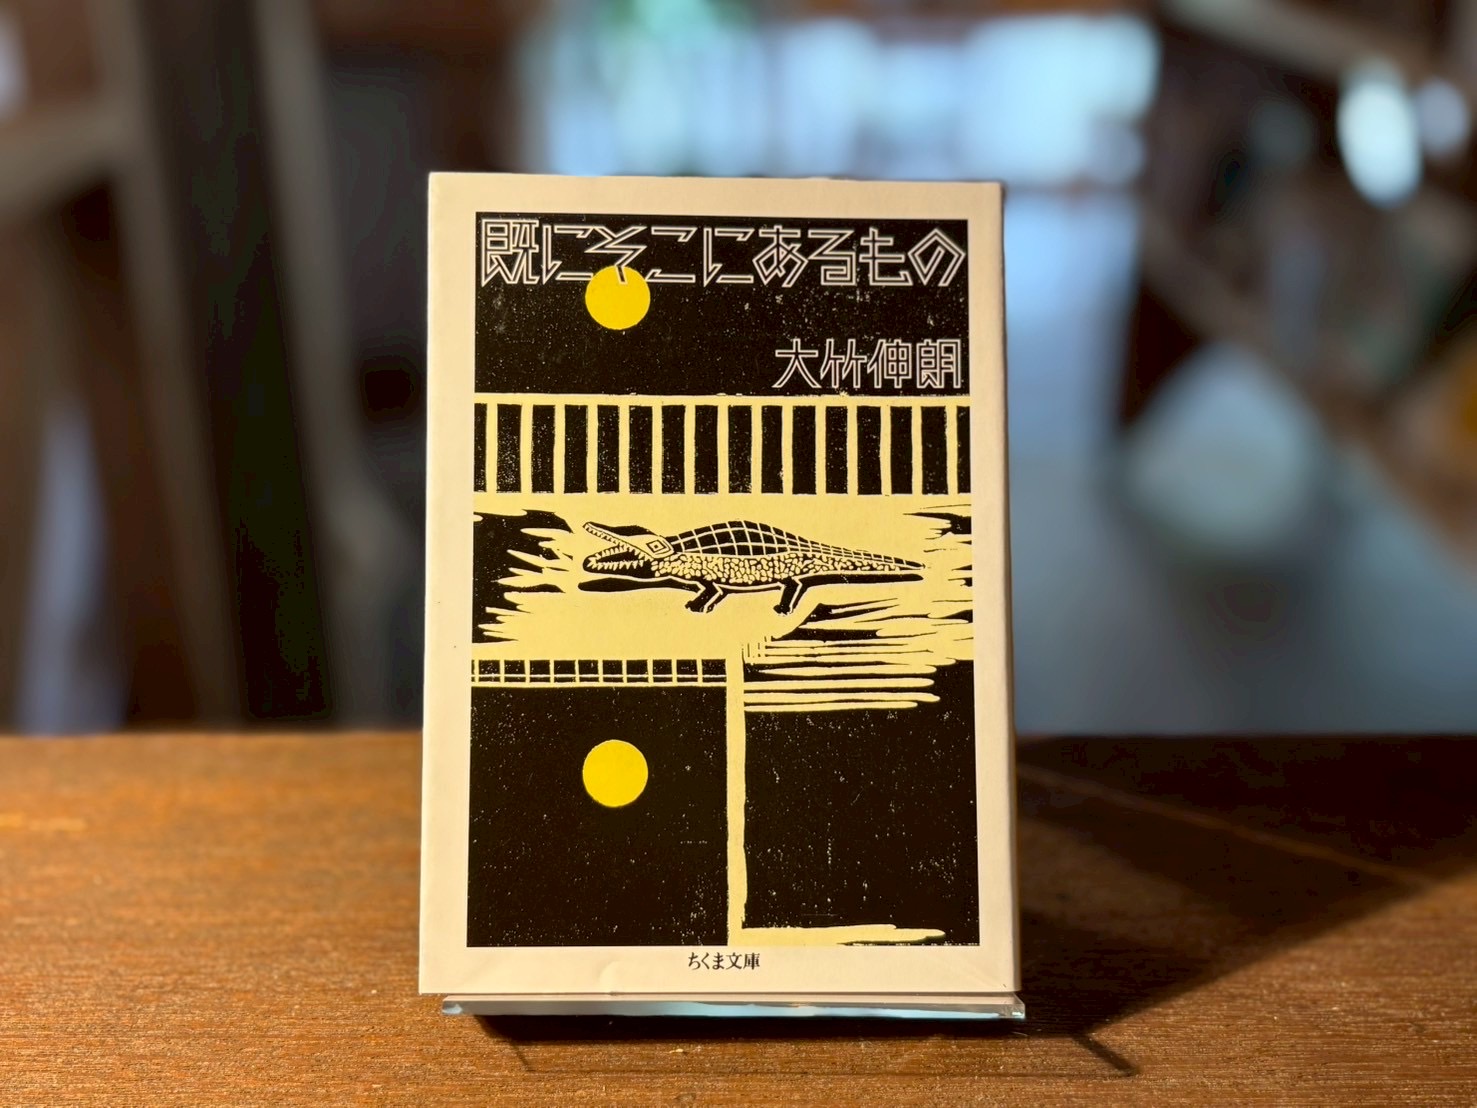 既にそこにあるもの
大竹伸朗
ちくま文庫